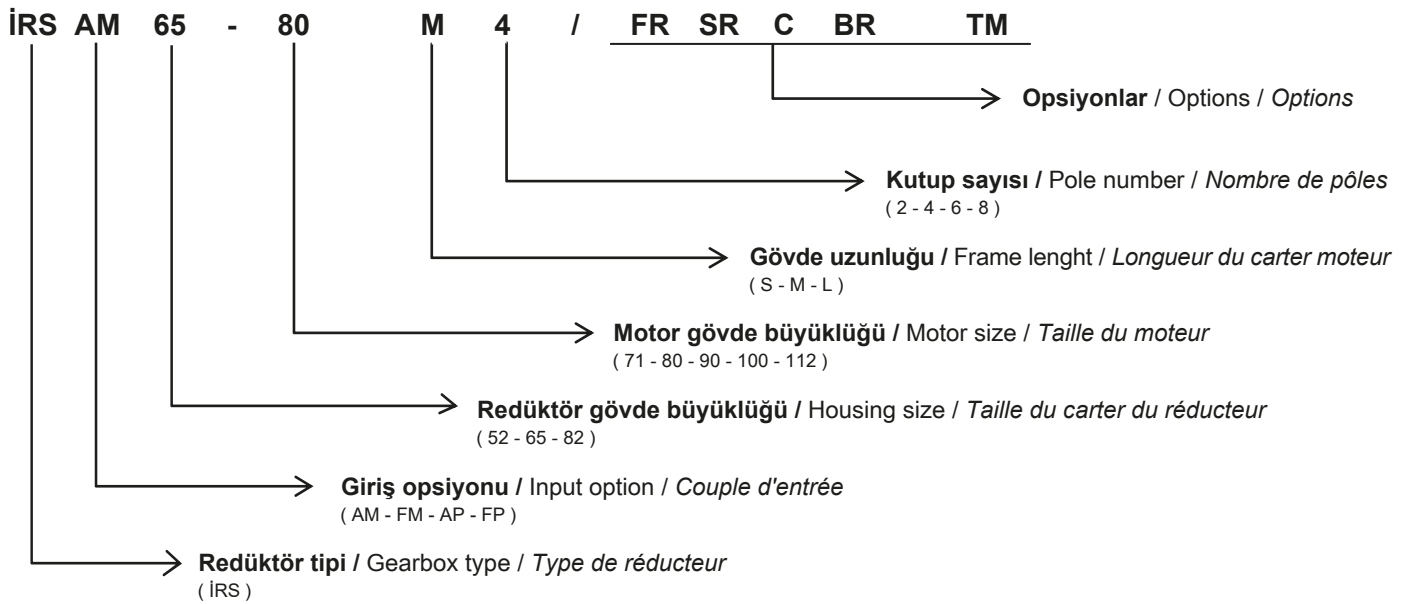 İRS AM 65 - 80 M 4 / FR SR C BR TM
Opsiyonlar / Options / Options
Kutup sayısı / Pole number / Nombre de pôles
( 2 - 4 - 6 - 8 )
Gövde uzunluğu / Frame lenght / Longueur du carter moteur
( S - M - L )
Motor gövde büyüklüğü / Motor size / Taille du moteur
( 71 - 80 - 90 - 100 - 112 )
Redüktör gövde büyüklüğü / Housing size / Taille du carter du réducteur
( 52 - 65 - 82 )
Giriş opsiyonu / Input option / Couple d'entrée
( AM - FM - AP - FP )
Redüktör tipi / Gearbox type / Type de réducteur
( İRS )